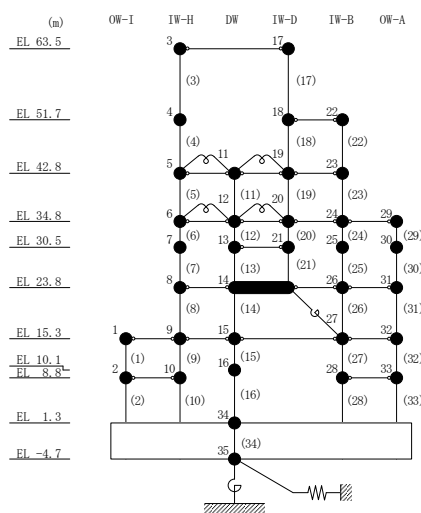 (m) OW-I IW-H DW IW-D IW-B OW-A
EL 63.5 3 17
(3) (17)
EL 51.7 4 18 22
(4) (18) (22)
11
EL 42.8 5 19 23
(5) (11) (19) (23)
12 20
EL 34.8 6 24 29
(6) (12) (20) (24) (29)
EL 30.5 7 13 21 25 30
(7) (13) (21) (25) (30)
EL 23.8 8 14 26 31
(8) (14) (26) (31)
27
EL 15.3 1 9 15 32
(1) (9) (15) (27) (32)
EL 10.1 16
EL 8.8 2 10 28 33
(2) (10) (16) (28) (33)
EL 1.3 34
(34)
EL -4.7 35